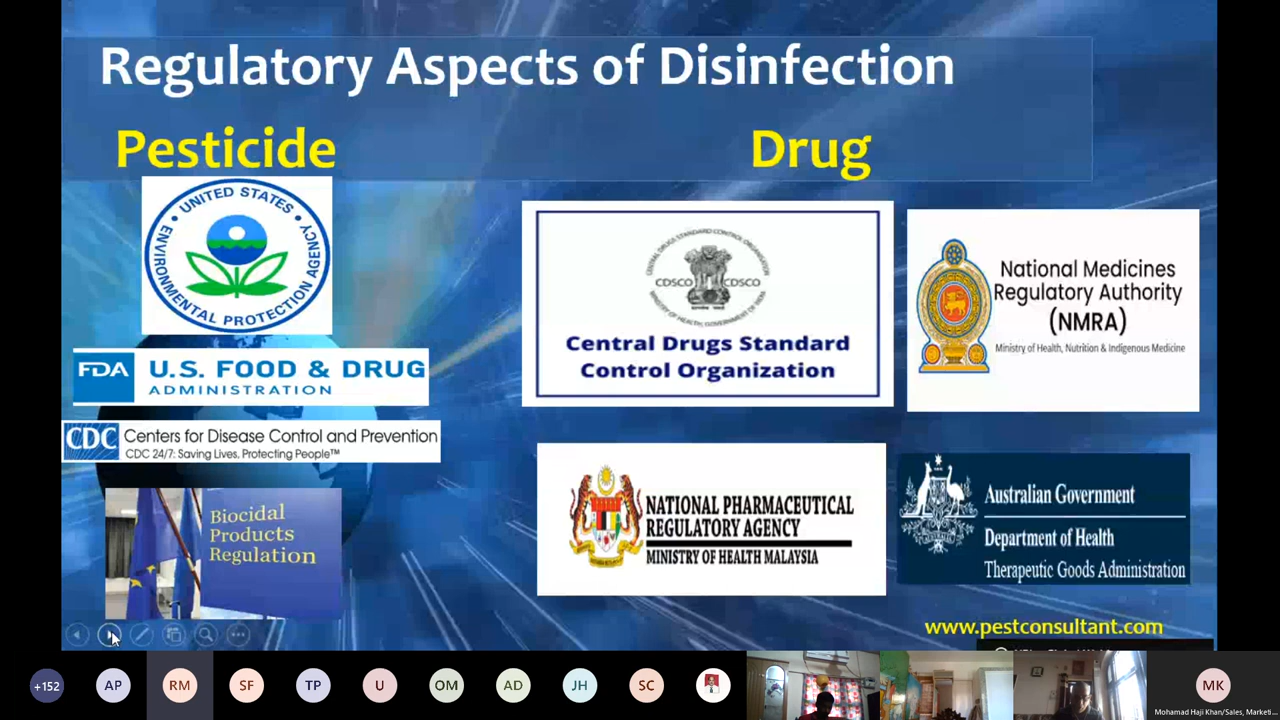 Regulatory Aspects of Disinfection
Pesticide
Drug
UNITED STATES
ENVIRONMENTAL PROTECTION AGENCY
FDA
U.S. FOOD & DRUG
ADMINISTRATION
CDC
Centers for Disease Control and Prevention
CDC 24/7: Saving Lives, Protecting People™
Biocidal
Products
Regulation
CDSCO CDSCO
Central Drugs Standard
Control Organization
National Medicines
Regulatory Authority
(NMRA)
Ministry of Health, Nutrition & Indigenous Medicine
NATIONAL PHARMACEUTICAL
REGULATORY AGENCY
MINISTRY OF HEALTH MALAYSIA
Australian Government
Department of Health
Therapeutic Goods Administration
www.pestconsultant.com
+152
AP
RM
SF
TP
U
OM
AD
JH
SC
MK
Mohamad Haji Khan/Sales, Marketi...